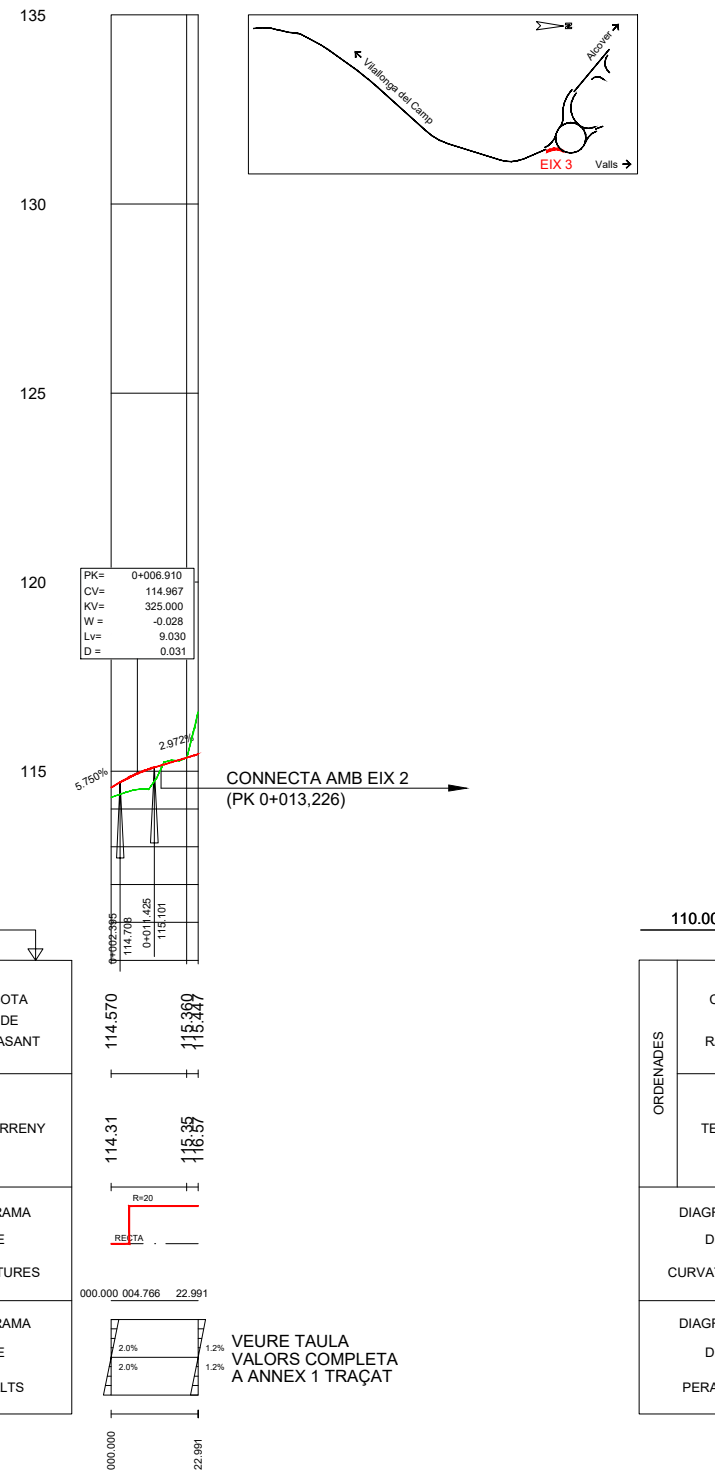 135
130
125
120
115
Vilallonga del Camp
Alcover
EIX 3
Valls
PK= 0+006.910
CV= 114.967
KV= 325.000
W = -0.028
Lv= 9.030
D = 0.031
5.750%
2.972%
CONNECTA AMB EIX 2
(PK 0+013,226)
0+002.395
114.708
0+011.425
115.101
110.00
OTA
DE
ASANT
RRENY
RAMA
E
TURES
RAMA
E
LTS
114.570
115.360
115.447
114.31
115.35
116.57
R=20
RECTA
000.000 004.766 22.991
2.0%
2.0%
1.2%
1.2%
VEURE TAULA
VALORS COMPLETA
A ANNEX 1 TRAÇAT
000.000
22.991
ORDENADES
C
R
TE
DIAGR
D
CURVA
DIAGR
D
PERA